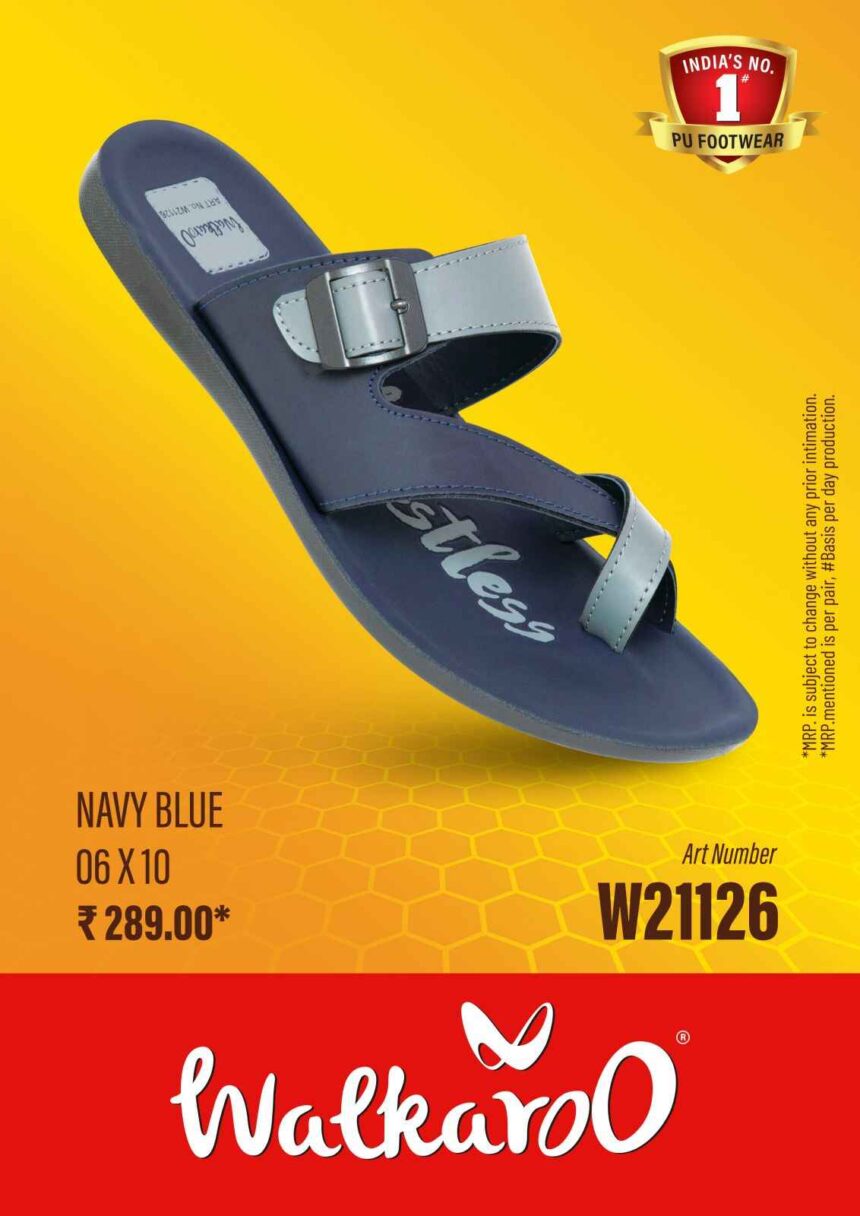 INDIA'S NO.
1#
PU FOOTWEAR
Walkaroo
ART No. W21126
stless
*MRP. is subject to change without any prior intimation.
*MRP.mentioned is per pair, #Basis per day production.
NAVY BLUE
06 X 10
₹ 289.00*
Art Number
W21126
Walkaroo®